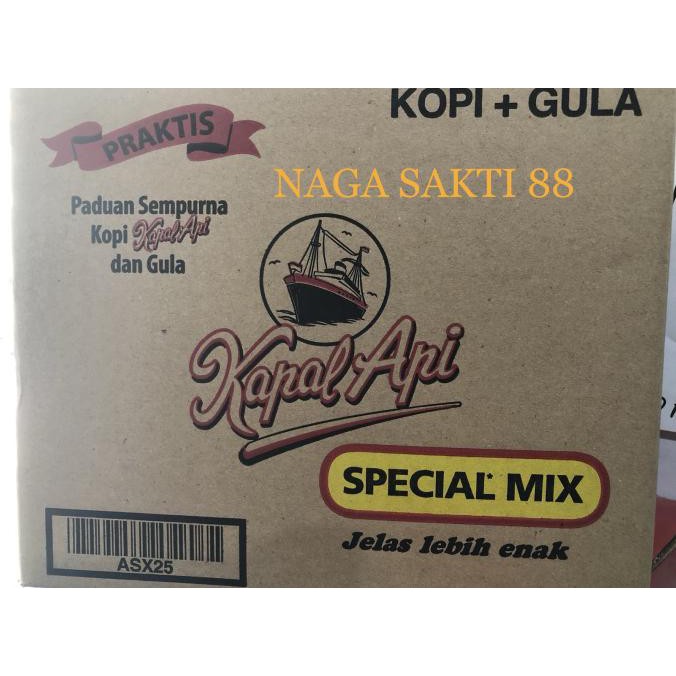 KOPI + GULA
PRAKTIS
NAGA SAKTI 88
Paduan Sempurna
Kopi Kapal Api
dan Gula
Kapal Api
SPECIAL* MIX
Jelas lebih enak
ASX25